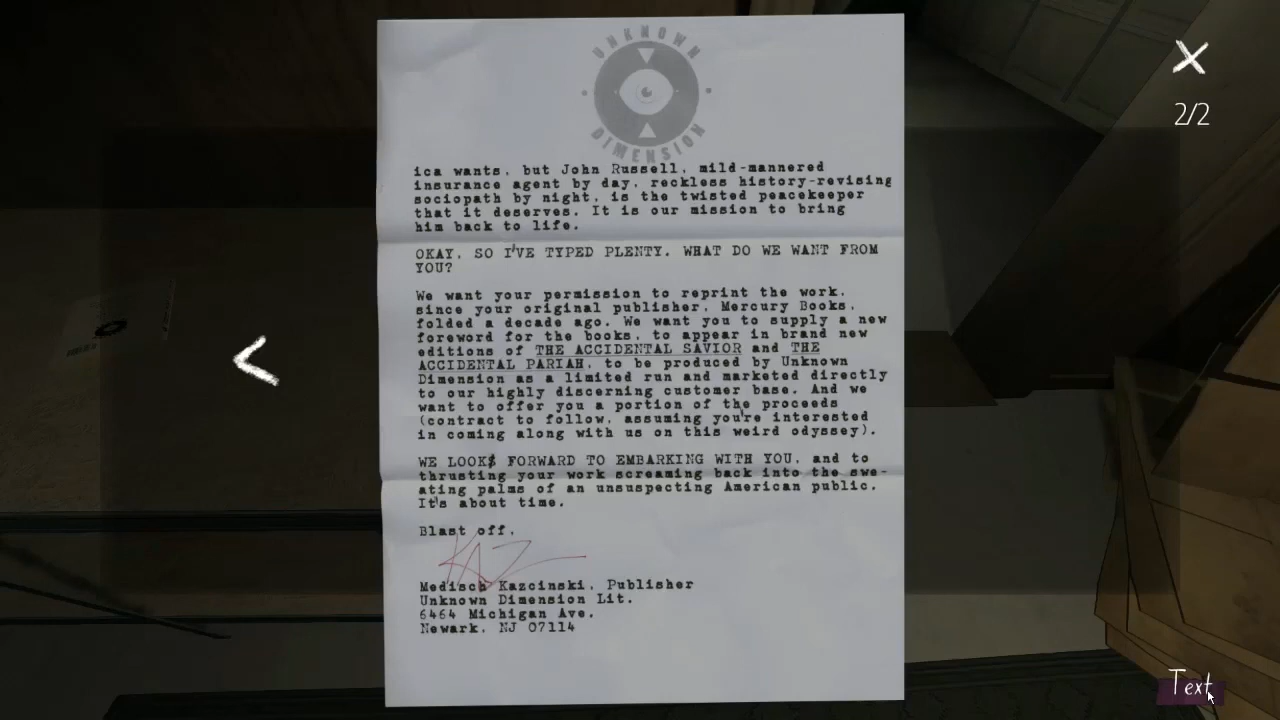 UNKNOWN
DIMENSION
2/2
ica wants, but John Russell, mild-mannered
insurance agent by day, reckless history-revising
sociopath by night, is the twisted peacekeeper
that it deserves. It is our mission to bring
him back to life.
OKAY, SO I'VE TYPED PLENTY. WHAT DO WE WANT FROM
YOU?
We want your permission to reprint the work,
since your original publisher, Mercury Books,
folded a decade ago. We want you to supply a new
foreword for the books, to appear in brand new
editions of THE ACCIDENTAL SAVIOR and THE
ACCIDENTAL PARIAH, to be produced by Unknown
Dimension as a limited run and marketed directly
to our highly discerning customer base. And we
want to offer you a portion of the proceeds
(contract to follow, assuming you're interested
in coming along with us on this weird odyssey).
WE LOOK$ FORWARD TO EMBARKING WITH YOU, and to
thrusting your work screaming back into the swe-
ating palms of an unsuspecting American public.
It's about time.
Blast off,
KAZ
Medisch Kazcinski, Publisher
Unknown Dimension Lit.
6464 Michigan Ave.
Newark, NJ 07114
Text